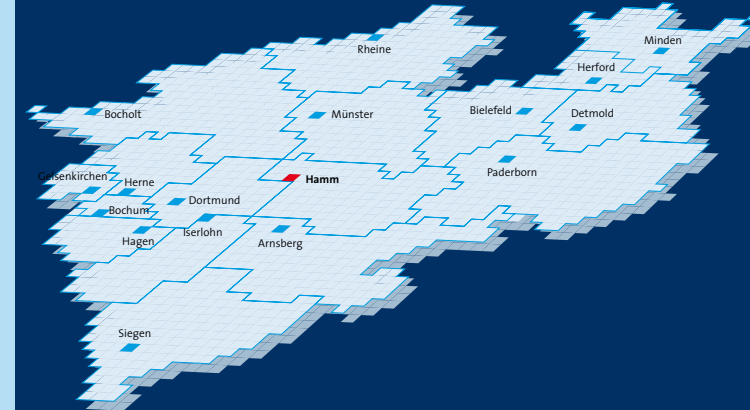 Rheine
Minden
Herford
Bocholt
Münster
Bielefeld
Detmold
Paderborn
Gelsenkirchen
Herne
Hamm
Dortmund
Bochum
Iserlohn
Hagen
Arnsberg
Siegen